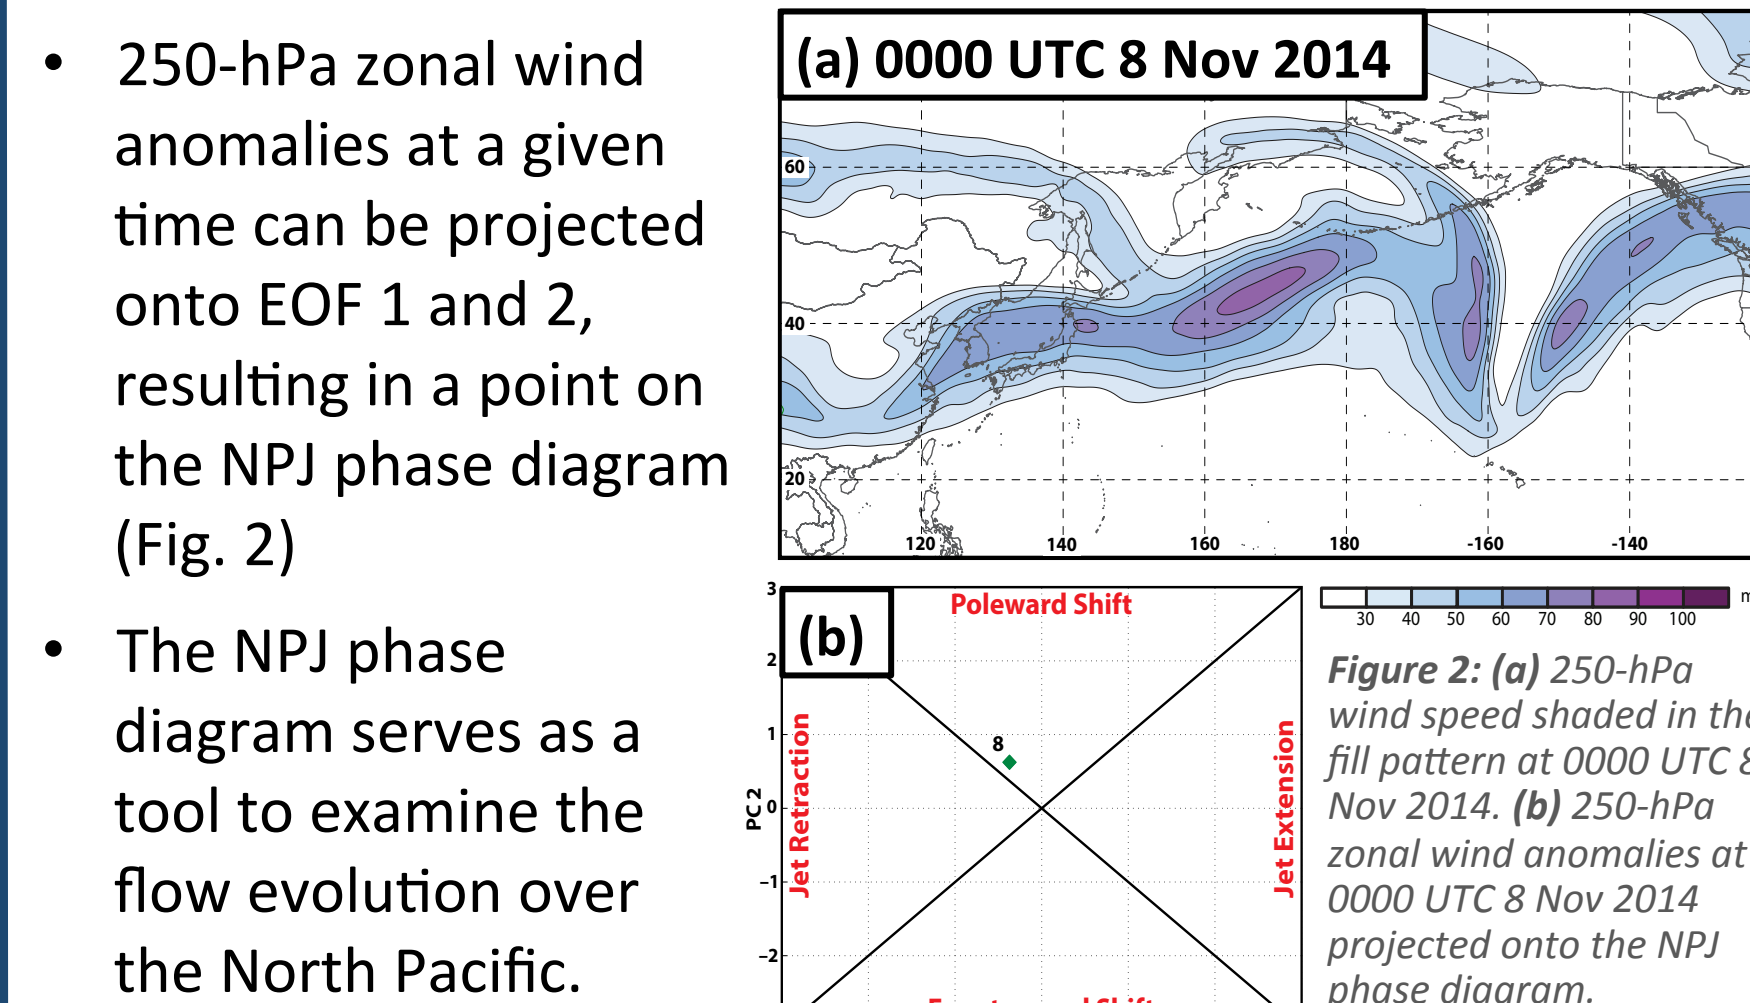 • 250-hPa zonal wind
anomalies at a given
time can be projected
onto EOF 1 and 2,
resulting in a point on
the NPJ phase diagram
(Fig. 2)
• The NPJ phase
diagram serves as a
tool to examine the
flow evolution over
the North Pacific.
(a) 0000 UTC 8 Nov 2014
60
40
20
120 140 160 180 -160 -140
(b)
Poleward Shift
3
2
1
0
−1
−2
PC 2
Jet Retraction
8
Jet Extension
30 40 50 60 70 80 90 100
Figure 2: (a) 250-hPa
wind speed shaded in the
fill pattern at 0000 UTC 8
Nov 2014. (b) 250-hPa
zonal wind anomalies at
0000 UTC 8 Nov 2014
projected onto the NPJ
phase diagram.